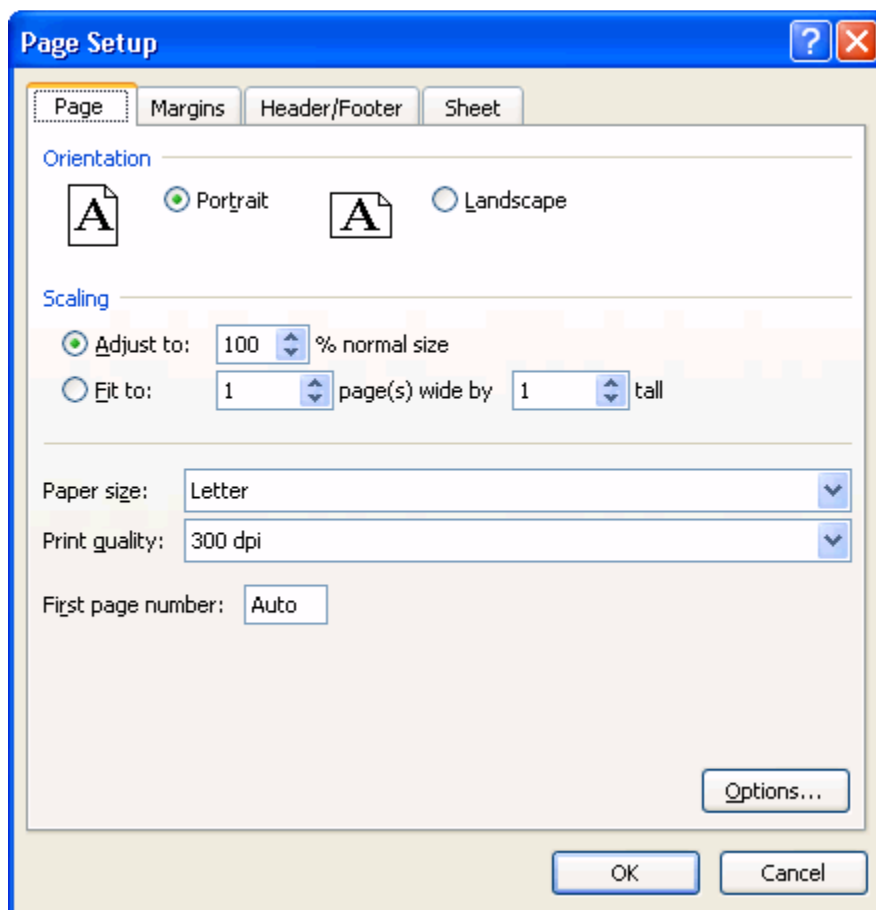 Page Setup
Page Margins Header/Footer Sheet
Orientation
A Portrait A Landscape
Scaling
Adjust to: 100 % normal size
Fit to: 1 page(s) wide by 1 tall
Paper size: Letter
Print quality: 300 dpi
First page number: Auto
Options...
OK Cancel